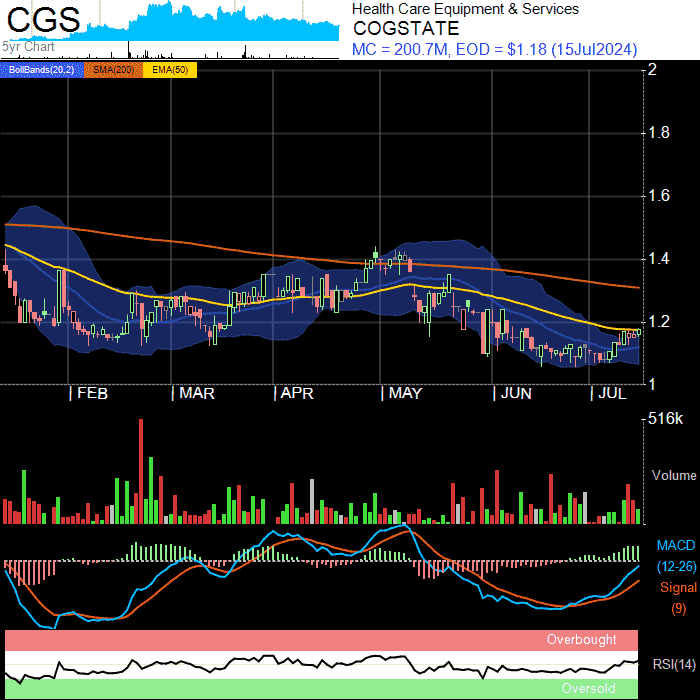 CGS
5yr Chart
Health Care Equipment & Services
COGSTATE
MC = 200.7M, EOD = $1.18 (15Jul2024)
BollBands(20,2) SMA(200) EMA(50)
2
1.8
1.6
1.4
1.2
1
FEB MAR APR MAY JUN JUL
516k
Volume
MACD
(12-26)
Signal
(9)
Overbought
RSI(14)
Oversold